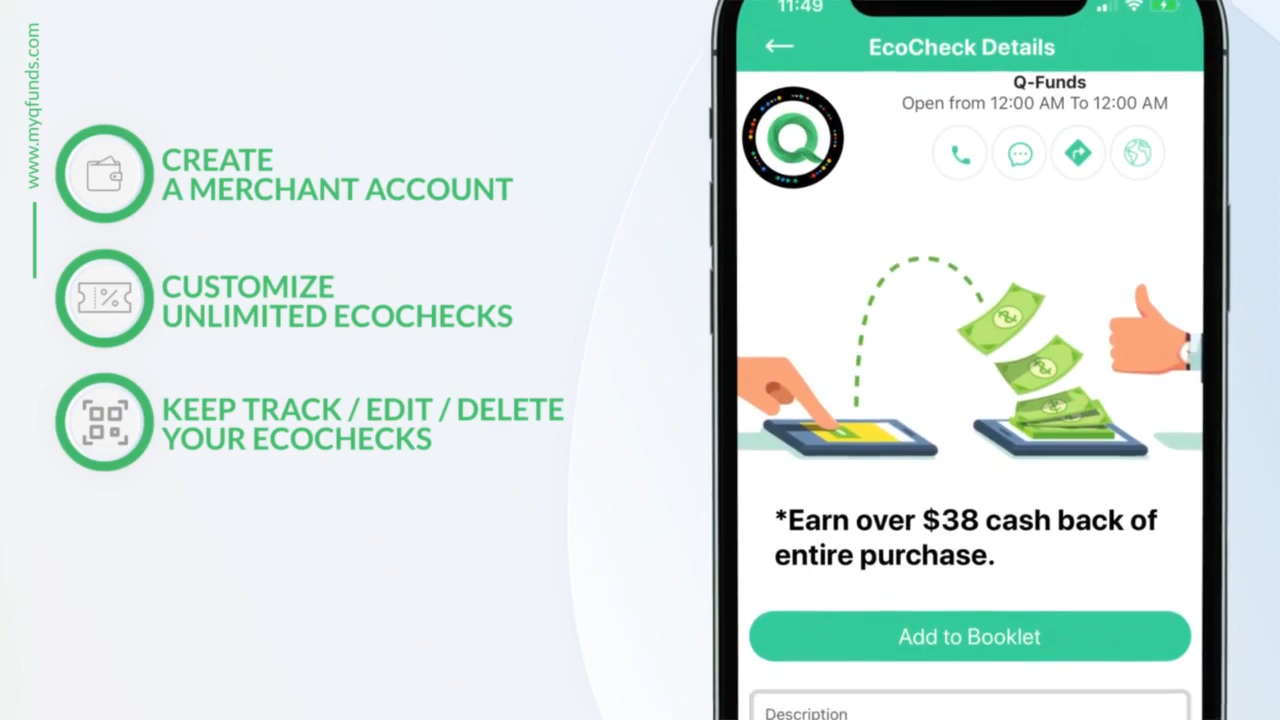 www.myqfunds.com
CREATE
A MERCHANT ACCOUNT
CUSTOMIZE
UNLIMITED ECOCHECKS
KEEP TRACK / EDIT / DELETE
YOUR ECOCHECKS
11:49
EcoCheck Details
Q-Funds
Open from 12:00 AM To 12:00 AM
*Earn over $38 cash back of
entire purchase.
Add to Booklet
Description